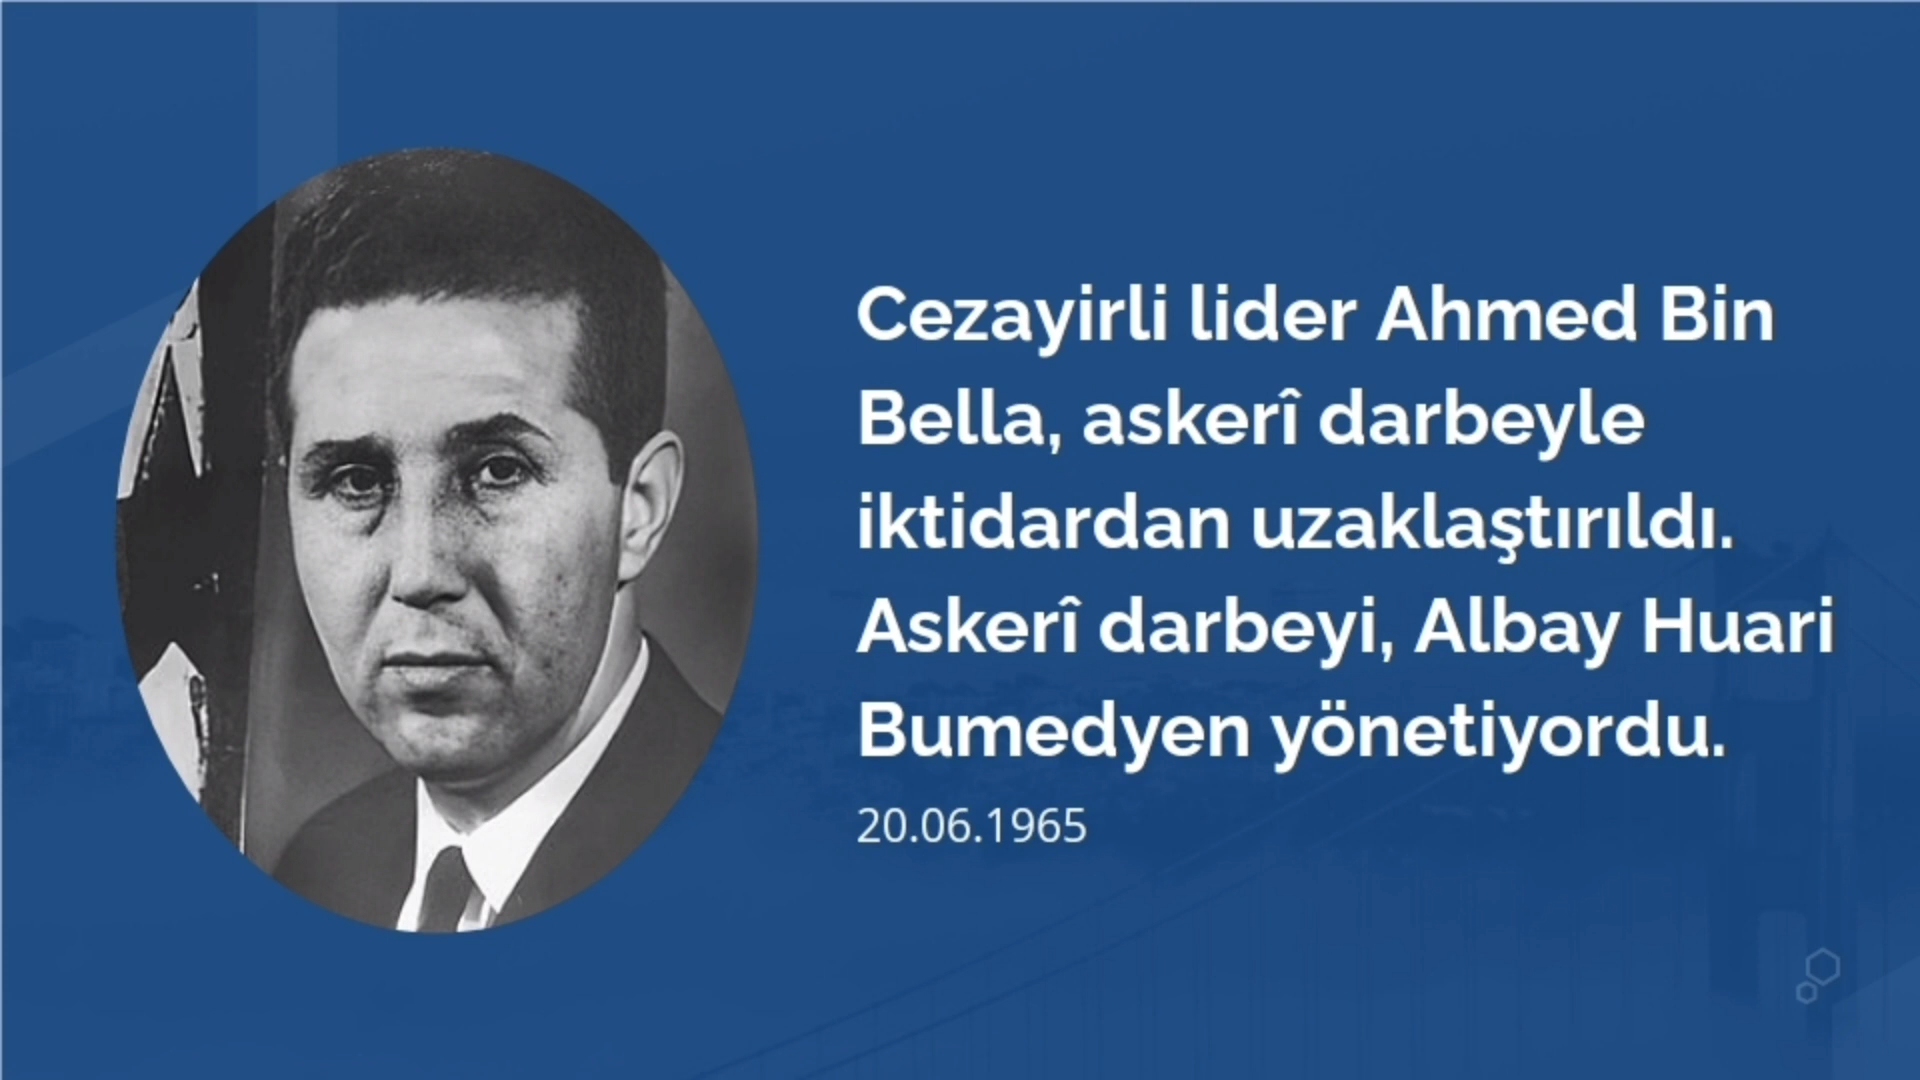 Cezayirli lider Ahmed Bin
Bella, askerî darbeyle
iktidardan uzaklaştırıldı.
Askerî darbeyi, Albay Huari
Bumedyen yönetiyordu.
20.06.1965